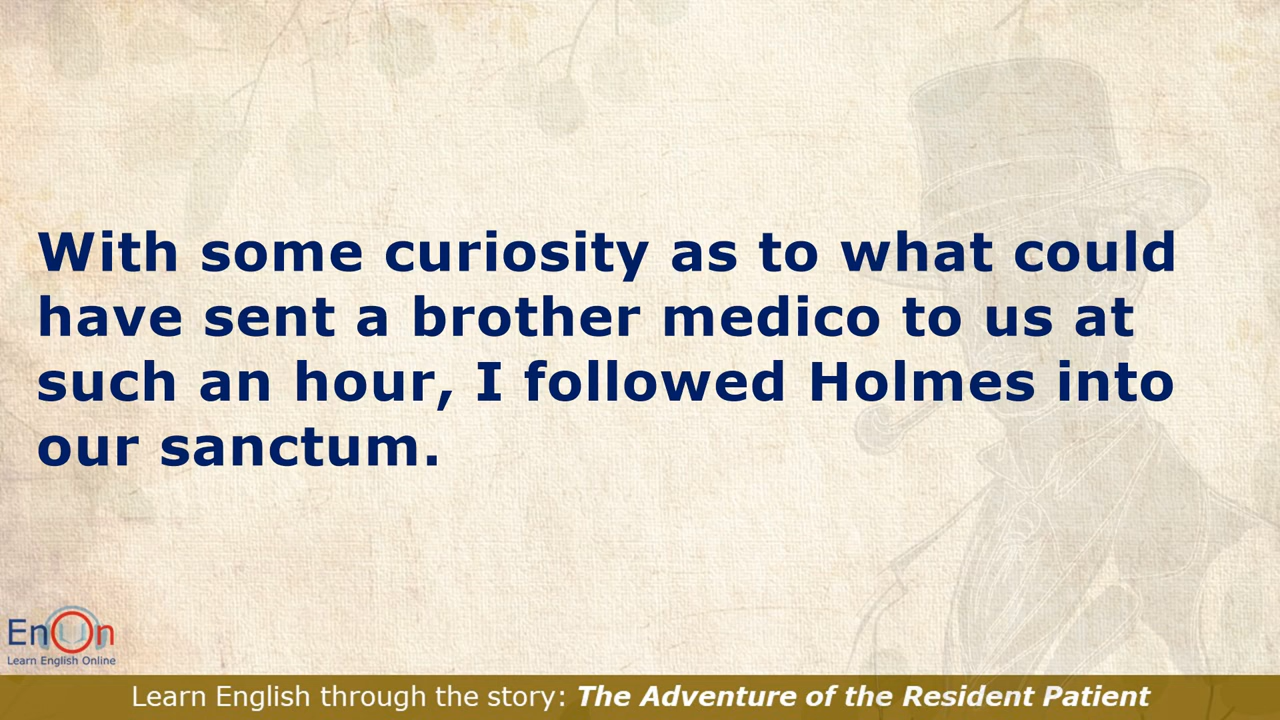 With some curiosity as to what could
have sent a brother medico to us at
such an hour, I followed Holmes into
our sanctum.
EnOn
Learn English Online
Learn English through the story: The Adventure of the Resident Patient